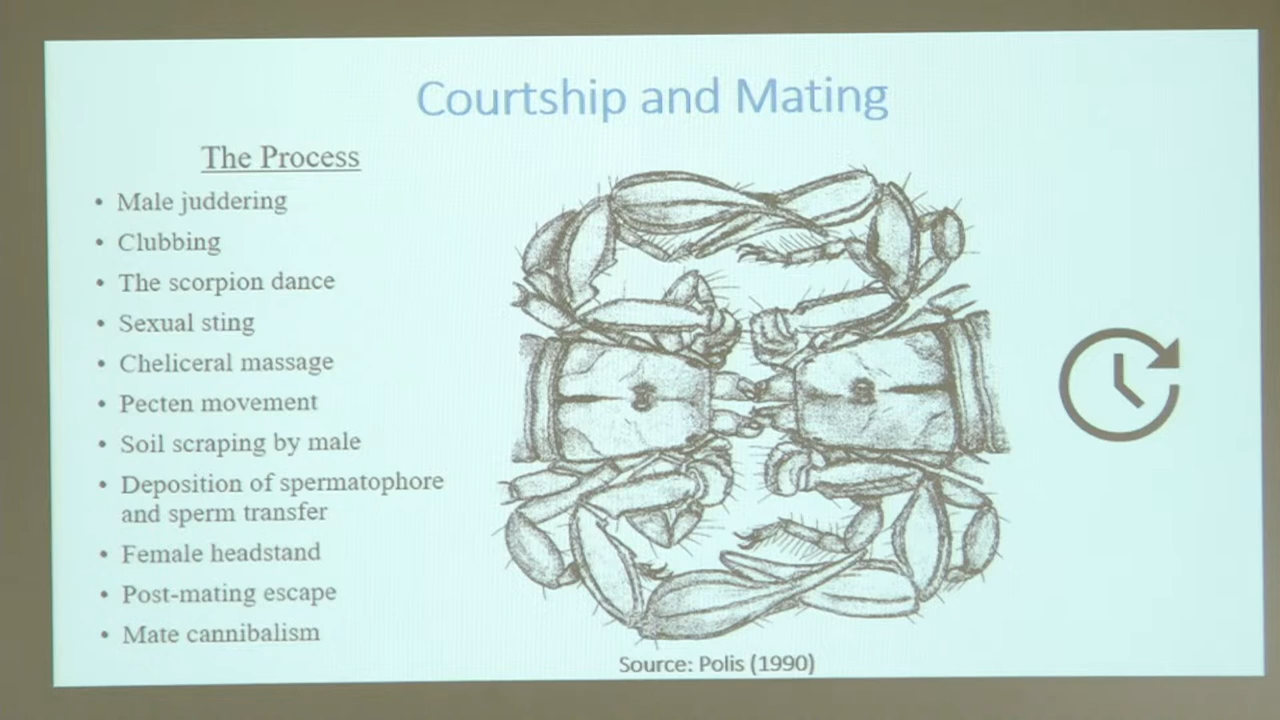 Courtship and Mating
The Process
• Male juddering
• Clubbing
• The scorpion dance
• Sexual sting
• Cheliceral massage
• Pecten movement
• Soil scraping by male
• Deposition of spermatophore
and sperm transfer
• Female headstand
• Post-mating escape
• Mate cannibalism
Source: Polis (1990)